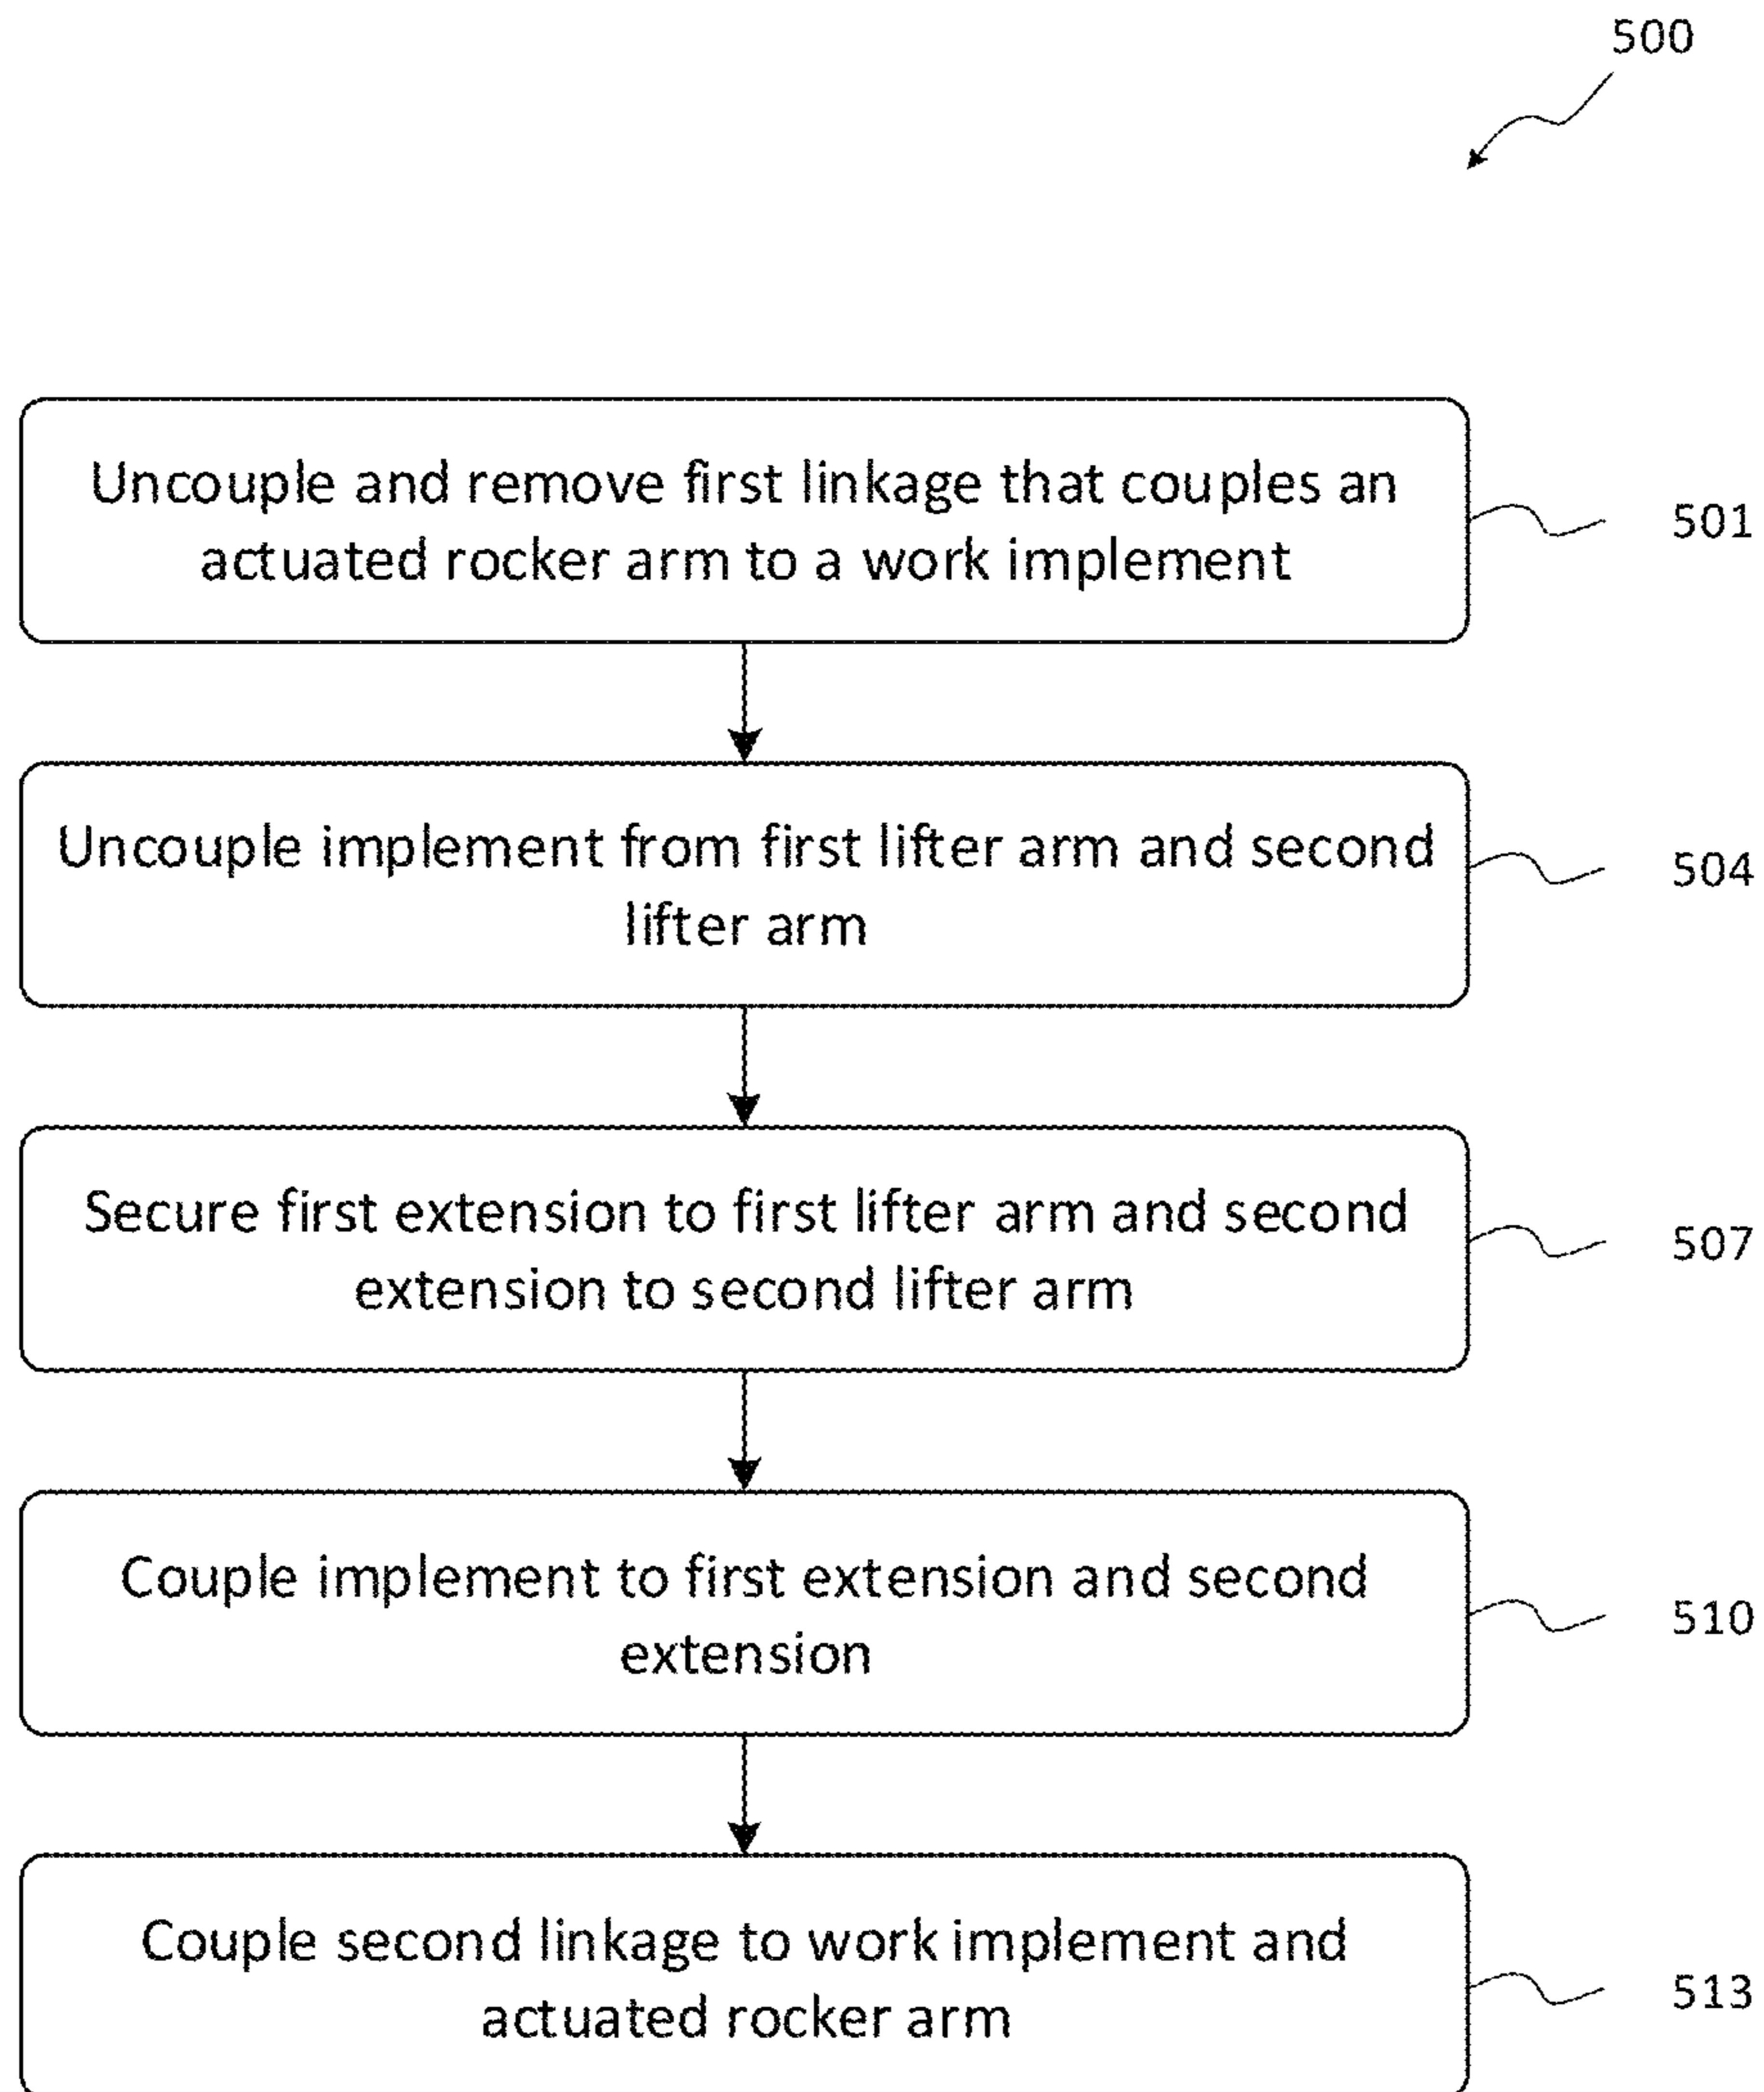 500
Uncouple and remove first linkage that couples an
actuated rocker arm to a work implement
501
Uncouple implement from first lifter arm and second
lifter arm
504
Secure first extension to first lifter arm and second
extension to second lifter arm
507
Couple implement to first extension and second
extension
510
Couple second linkage to work implement and
actuated rocker arm
513